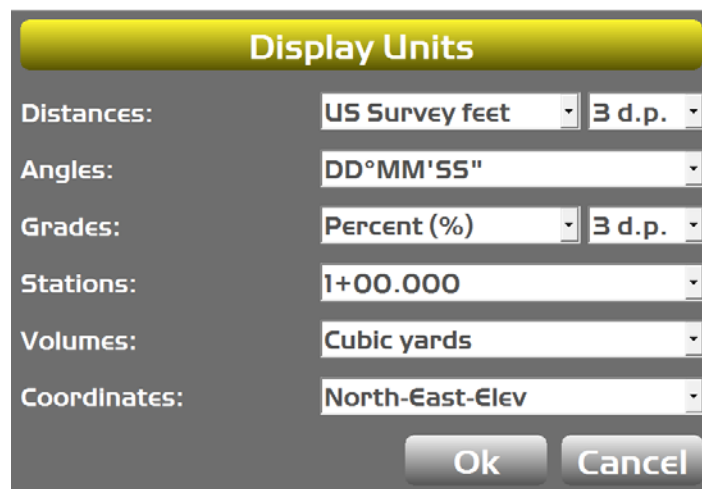 Display Units
Distances: US Survey feet 3 d.p.
Angles: DD°MM'SS"
Grades: Percent (%) 3 d.p.
Stations: 1+00.000
Volumes: Cubic yards
Coordinates: North-East-Elev
Ok Cancel